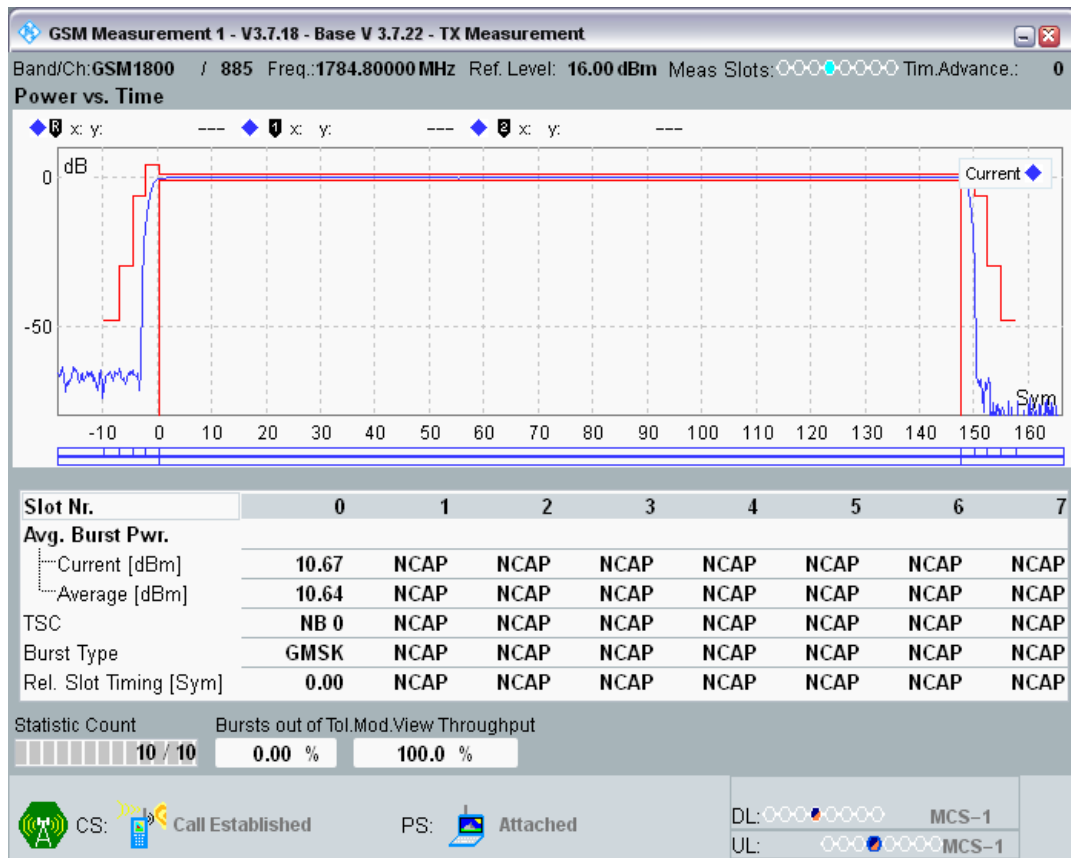 GSM Measurement 1 - V3.7.18 - Base V 3.7.22 - TX Measurement
Band/Ch:GSM1800 / 885 Freq.:1784.80000 MHz Ref. Level: 16.00 dBm Meas Slots: Tim.Advance.: 0
Power vs. Time
R x: y: --- 1 x: y: --- 2 x: y: ---
dB
Current
0
-50
Sym
-10 0 10 20 30 40 50 60 70 80 90 100 110 120 130 140 150 160
Slot Nr. 0 1 2 3 4 5 6 7
Avg. Burst Pwr.
Current [dBm] 10.67 NCAP NCAP NCAP NCAP NCAP NCAP NCAP
Average [dBm] 10.64 NCAP NCAP NCAP NCAP NCAP NCAP NCAP
TSC NB 0 NCAP NCAP NCAP NCAP NCAP NCAP NCAP
Burst Type GMSK NCAP NCAP NCAP NCAP NCAP NCAP NCAP
Rel. Slot Timing [Sym] 0.00 NCAP NCAP NCAP NCAP NCAP NCAP NCAP
Statistic Count Bursts out of Tol.Mod.View Throughput
10 / 10 0.00 % 100.0 %
CS: Call Established PS: Attached
DL: MCS-1
UL: MCS-1